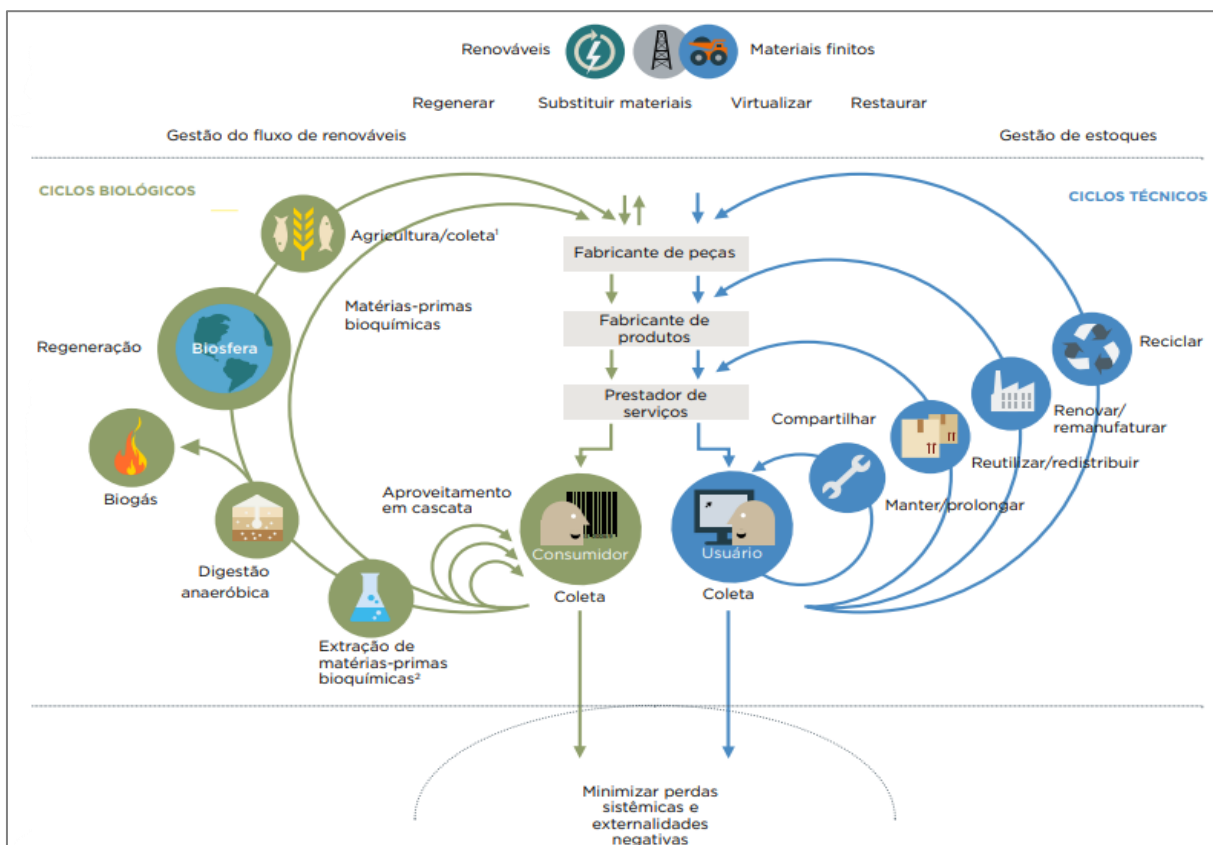 Renováveis
Materiais finitos
Regenerar
Substituir materiais
Virtualizar
Restaurar
Gestão do fluxo de renováveis
Gestão de estoques
CICLOS BIOLÓGICOS
CICLOS TÉCNICOS
Agricultura/coleta¹
Fabricante de peças
Matérias-primas
bioquímicas
Fabricante de
produtos
Regeneração
Biosfera
Reciclar
Prestador de
serviços
Compartilhar
Renovar/
remanufaturar
Reutilizar/redistribuir
Manter/prolongar
Biogás
Aproveitamento
em cascata
Consumidor
Usuário
Digestão
anaeróbica
Coleta
Coleta
Extração de
matérias-primas
bioquímicas²
Minimizar perdas
sistêmicas e
externalidades
negativas